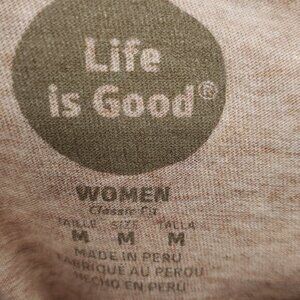 Life
is Good®
WOMEN
Classic Fit
TAILLE SIZE TALLA
M M M
MADE IN PERU
FABRIQUÉ AU PÉROU
HECHO EN PERU